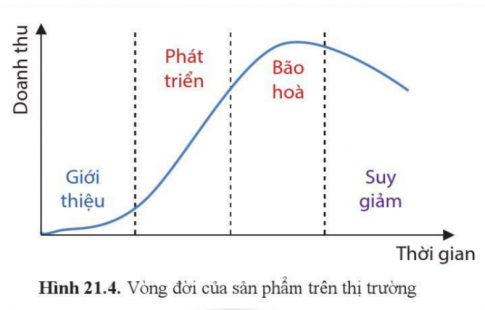 Doanh thu
Phát
triển
Bão
hoà
Giới
thiệu
Suy
giảm
Thời gian
Hình 21.4. Vòng đời của sản phẩm trên thị trường